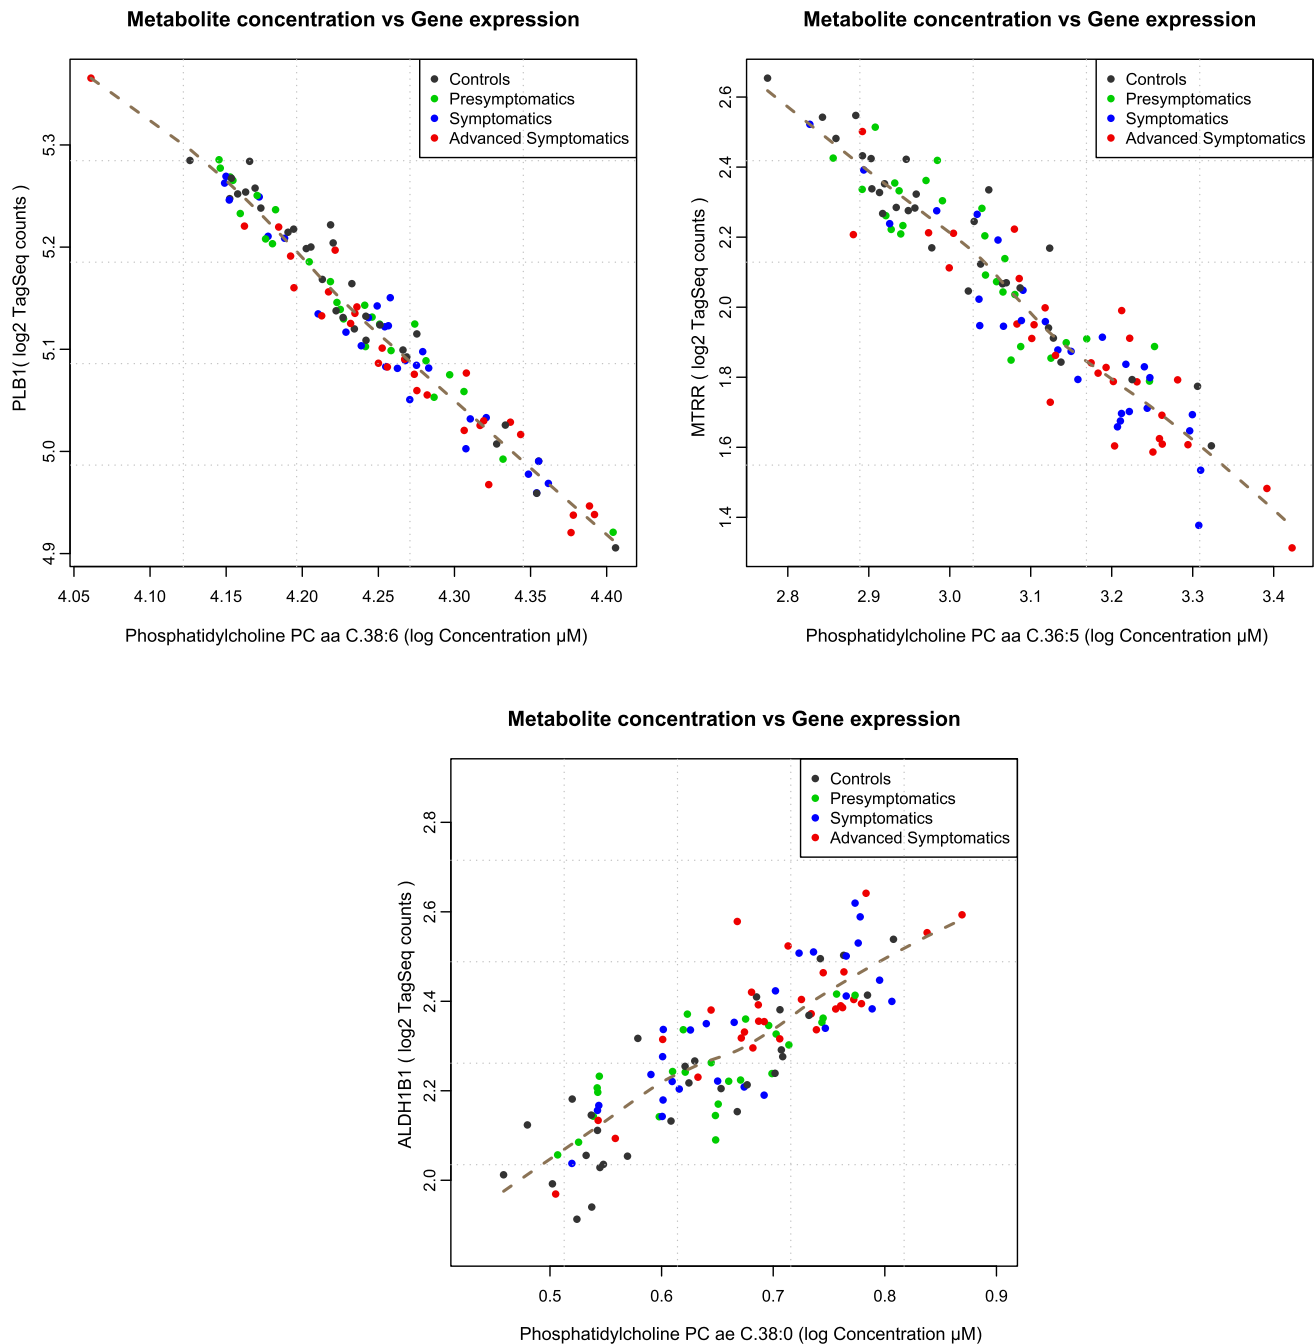 Metabolite concentration vs Gene expression
Controls
Presymptomatics
Symptomatics
Advanced Symptomatics
PLB1( log2 TagSeq counts )
5.3
5.2
5.1
5.0
4.9
4.05 4.10 4.15 4.20 4.25 4.30 4.35 4.40
Phosphatidylcholine PC aa C.38:6 (log Concentration µM)
Metabolite concentration vs Gene expression
Controls
Presymptomatics
Symptomatics
Advanced Symptomatics
MTRR ( log2 TagSeq counts )
2.6
2.4
2.2
2.0
1.8
1.6
1.4
2.8 2.9 3.0 3.1 3.2 3.3 3.4
Phosphatidylcholine PC aa C.36:5 (log Concentration µM)
Metabolite concentration vs Gene expression
Controls
Presymptomatics
Symptomatics
Advanced Symptomatics
ALDH1B1 ( log2 TagSeq counts )
2.8
2.6
2.4
2.2
2.0
0.5 0.6 0.7 0.8 0.9
Phosphatidylcholine PC ae C.38:0 (log Concentration µM)